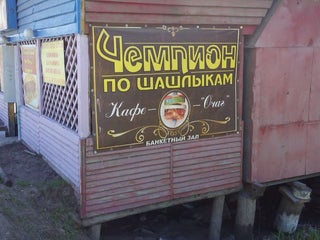 Чемпион
ПО ШАШЛЫКАМ
"Кафе - Очаг"
БАНКЕТНЫЙ ЗАЛ